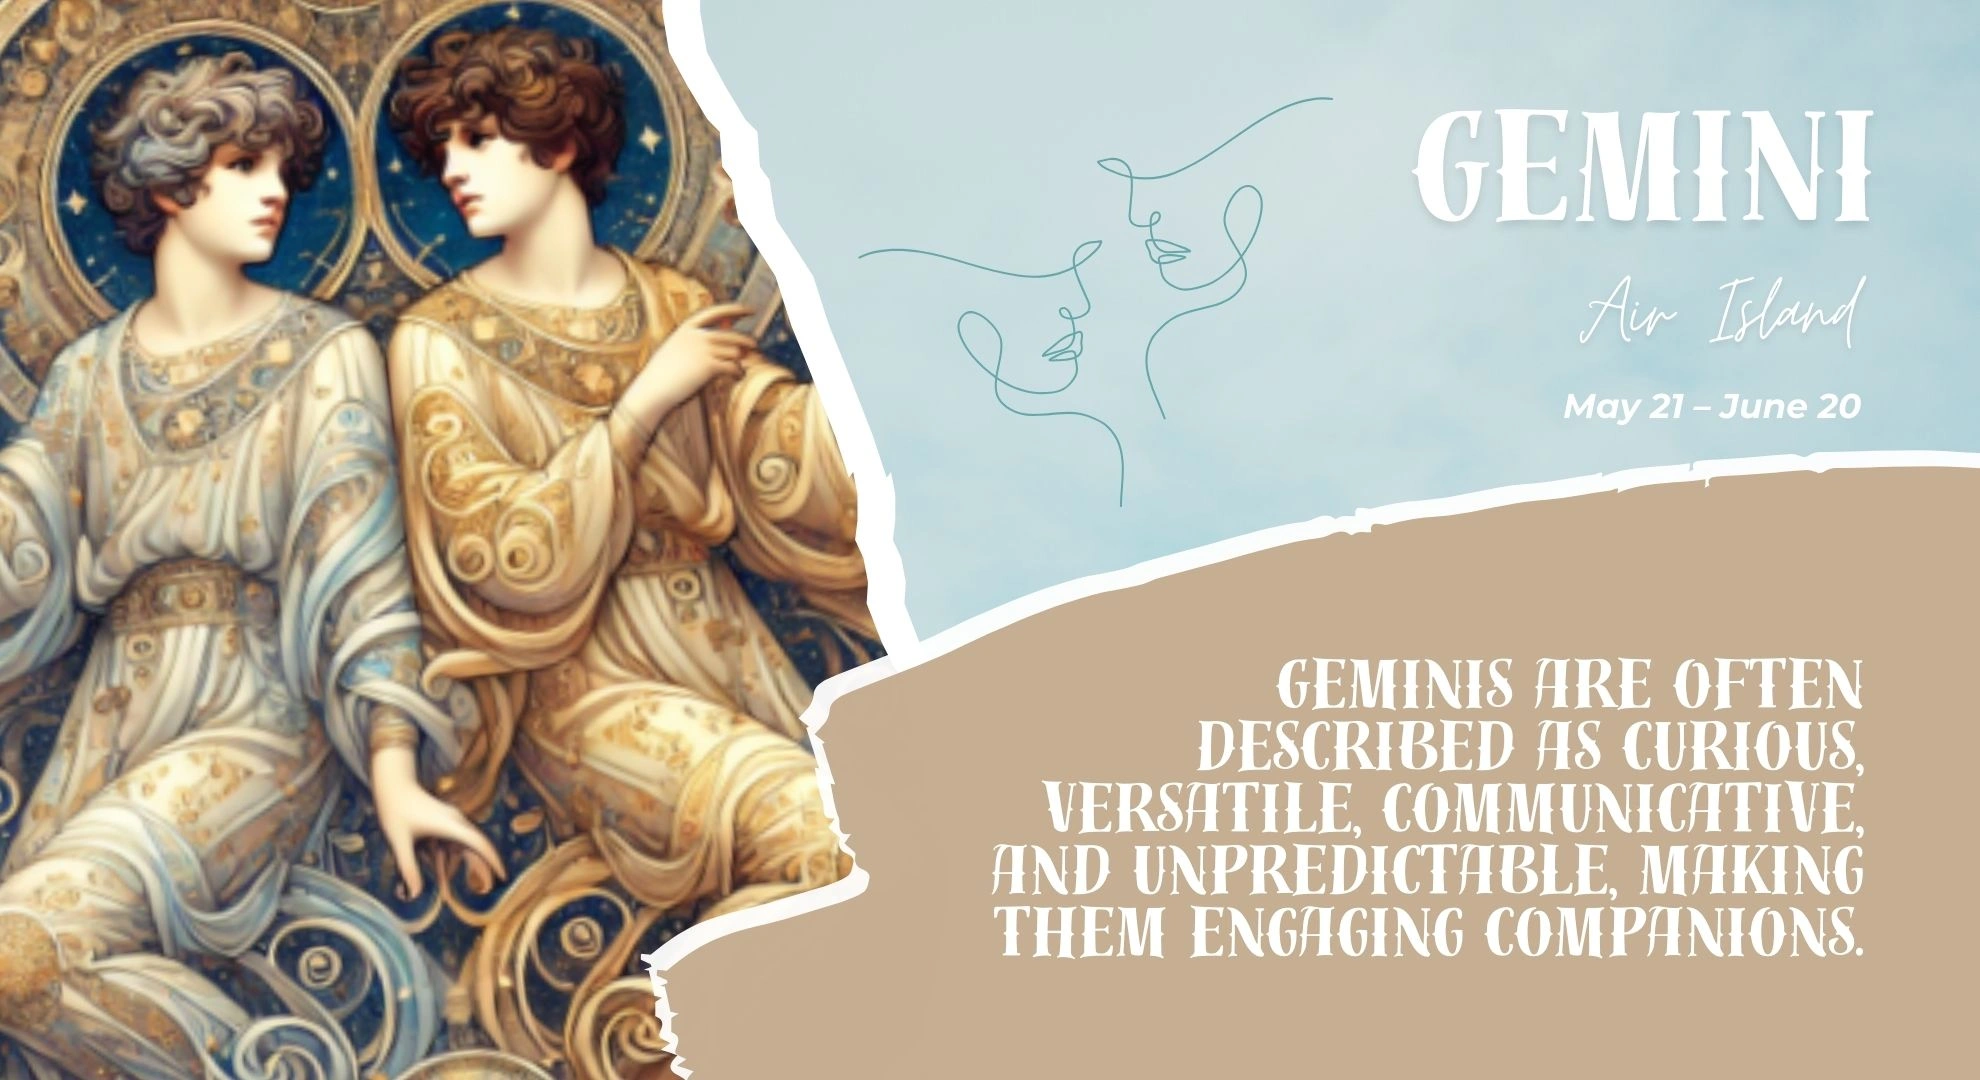 GEMINI
Air Island
May 21 – June 20
GEMINIS ARE OFTEN
DESCRIBED AS CURIOUS,
VERSATILE, COMMUNICATIVE,
AND UNPREDICTABLE, MAKING
THEM ENGAGING COMPANIONS.